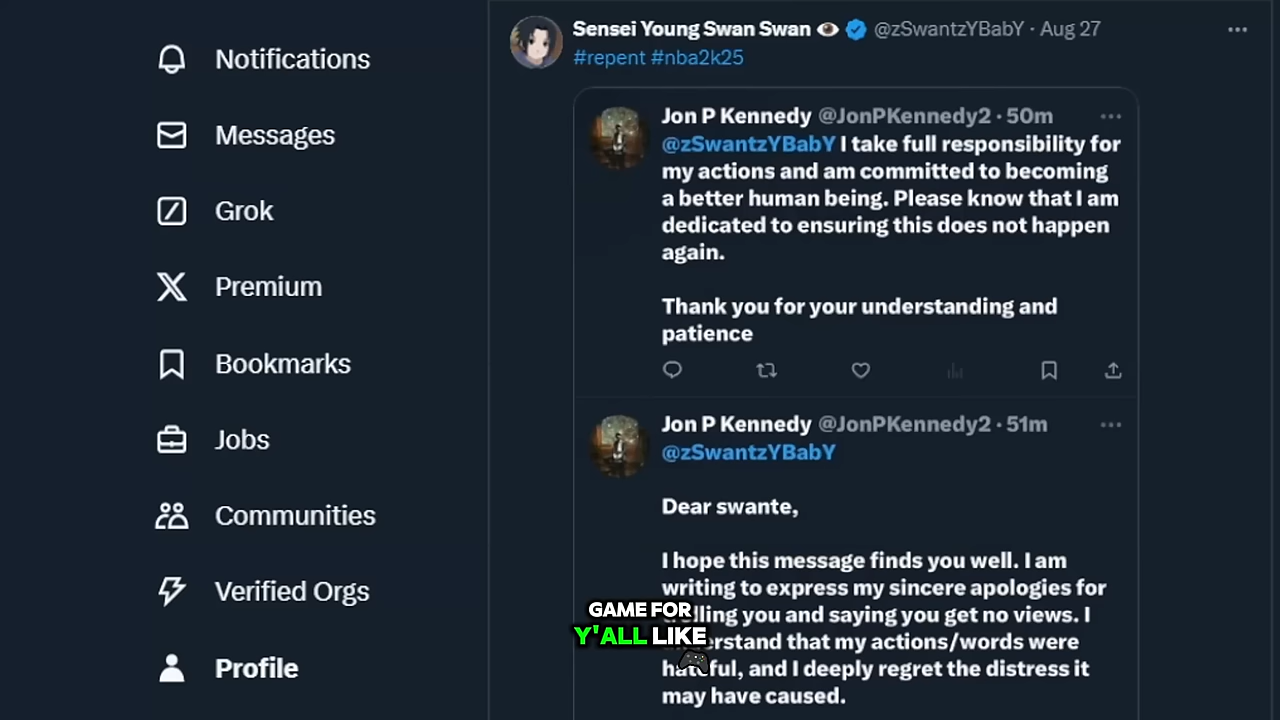 Notifications
Messages
Grok
Premium
Bookmarks
Jobs
Communities
Verified Orgs
Profile
Sensei Young Swan Swan 👁 @zSwantzYBabY · Aug 27
#repent #nba2k25
Jon P Kennedy @JonPKennedy2 · 50m
@zSwantzYBabY I take full responsibility for
my actions and am committed to becoming
a better human being. Please know that I am
dedicated to ensuring this does not happen
again.
Thank you for your understanding and
patience
Jon P Kennedy @JonPKennedy2 · 51m
@zSwantzYBabY
Dear swante,
I hope this message finds you well. I am
writing to express my sincere apologies for
you and saying you get no views. I
that my actions/words were
and I deeply regret the distress it
may have caused.
GAME FOR
Y'ALL LIKE